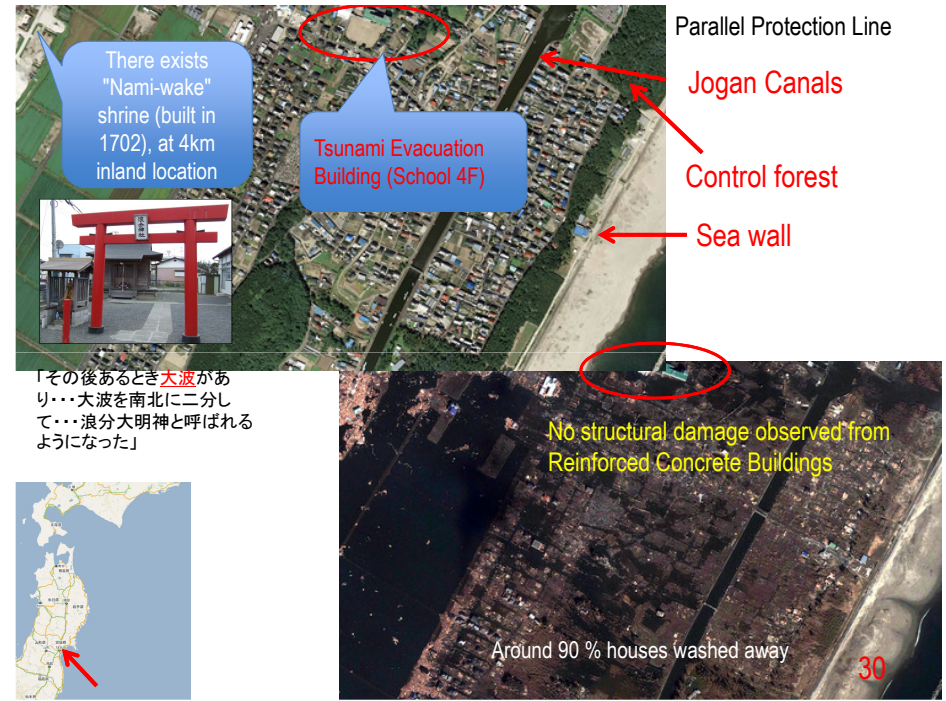 Parallel Protection Line
There exists
"Nami-wake"
shrine (built in
1702), at 4km
inland location
Tsunami Evacuation
Building (School 4F)
Jogan Canals
Control forest
Sea wall
「その後あるとき大波があ
り・・・大波を南北に二分し
て・・・浪分大明神と呼ばれる
ようになった」
No structural damage observed from
Reinforced Concrete Buildings
Around 90 % houses washed away
30